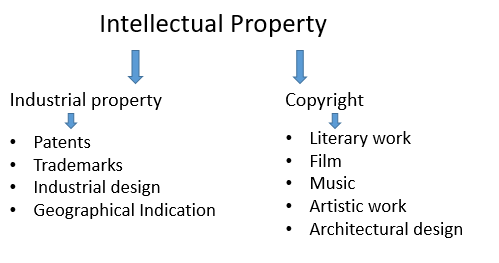 Intellectual Property
Industrial property
• Patents
• Trademarks
• Industrial design
• Geographical Indication
Copyright
• Literary work
• Film
• Music
• Artistic work
• Architectural design